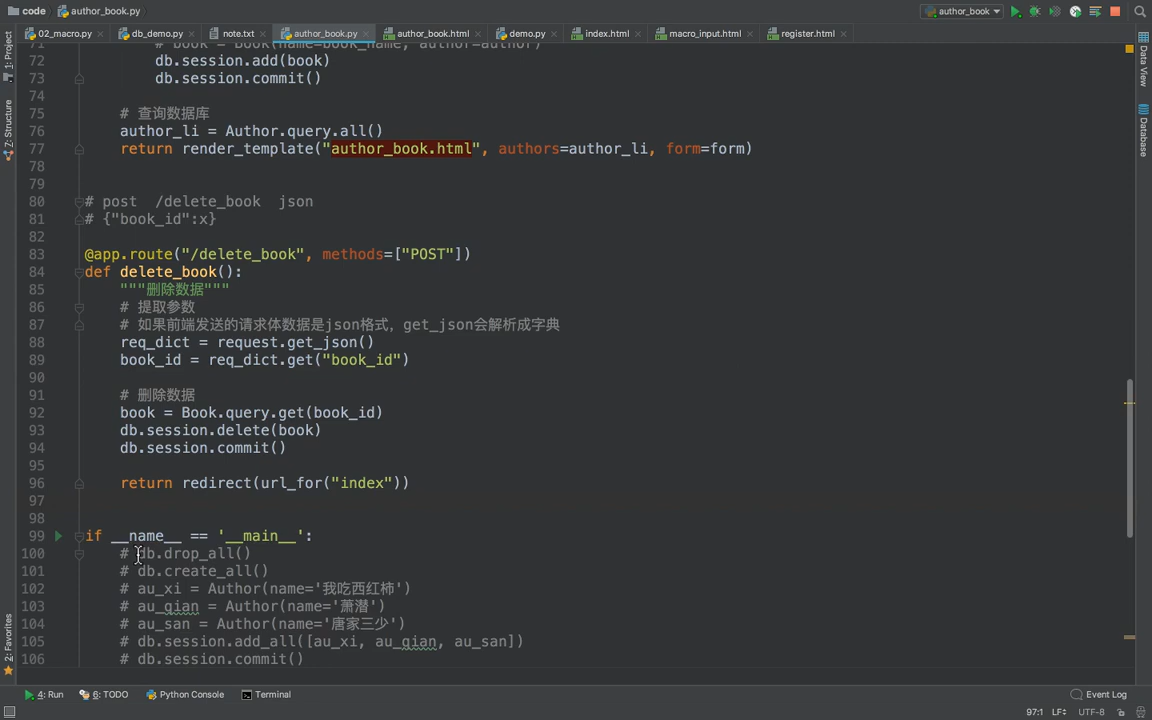 code author_book.py
author_book
02_macro.py db_demo.py note.txt author_book.py author_book.html demo.py index.html macro_input.html register.html
1: Project
Z: Structure
2: Favorites
Data View
Database
71 # book = Book(name=book_name, author=author)
72 db.session.add(book)
73 db.session.commit()
74
75 # 查询数据库
76 author_li = Author.query.all()
77 return render_template("author_book.html", authors=author_li, form=form)
78
79
80 # post /delete_book json
81 # {"book_id":x}
82
83 @app.route("/delete_book", methods=["POST"])
84 def delete_book():
85 """删除数据"""
86 # 提取参数
87 # 如果前端发送的请求体数据是json格式, get_json会解析成字典
88 req_dict = request.get_json()
89 book_id = req_dict.get("book_id")
90
91 # 删除数据
92 book = Book.query.get(book_id)
93 db.session.delete(book)
94 db.session.commit()
95
96 return redirect(url_for("index"))
97
98
99 if __name__ == '__main__':
100 # db.drop_all()
101 # db.create_all()
102 # au_xi = Author(name='我吃西红柿')
103 # au_qian = Author(name='萧潜')
104 # au_san = Author(name='唐家三少')
105 # db.session.add_all([au_xi, au_qian, au_san])
106 # db.session.commit()
4: Run 6: TODO Python Console Terminal Event Log
97:1 LF UTF-8